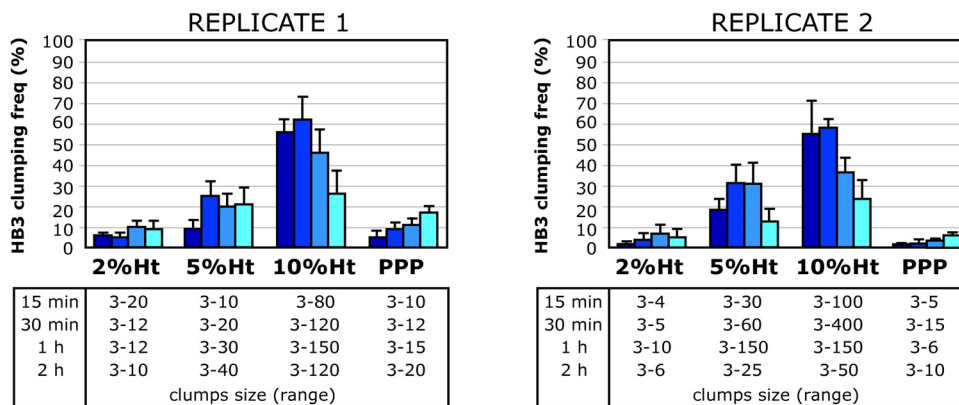 REPLICATE 1
HB3 clumping freq (%)
100
90
80
70
60
50
40
30
20
10
0
2%Ht 5%Ht 10%Ht PPP
15 min 3-20 3-10 3-80 3-10
30 min 3-12 3-20 3-120 3-12
1 h 3-12 3-30 3-150 3-15
2 h 3-10 3-40 3-120 3-20
clumps size (range)
REPLICATE 2
HB3 clumping freq (%)
100
90
80
70
60
50
40
30
20
10
0
2%Ht 5%Ht 10%Ht PPP
15 min 3-4 3-30 3-100 3-5
30 min 3-5 3-60 3-400 3-15
1 h 3-10 3-150 3-150 3-6
2 h 3-6 3-25 3-50 3-10
clumps size (range)